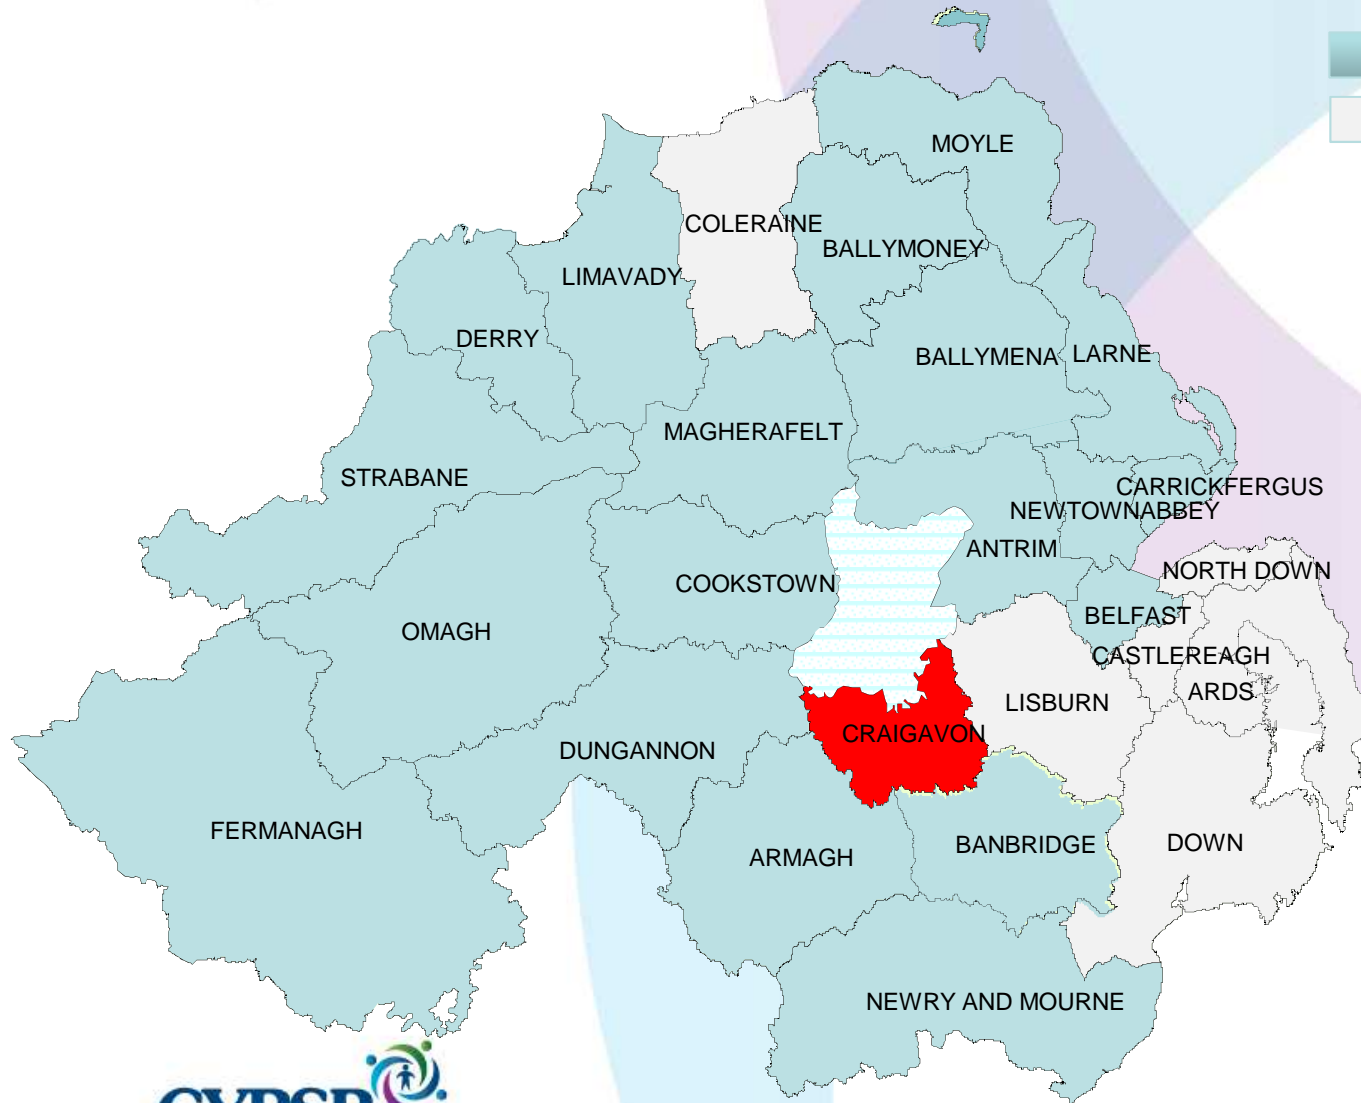 MOYLE
COLERAINE
BALLYMONEY
LIMAVADY
DERRY
BALLYMENA
LARNE
MAGHERAFELT
STRABANE
CARRICKFERGUS
NEWTOWNABBEY
ANTRIM
NORTH DOWN
COOKSTOWN
BELFAST
OMAGH
CASTLEREAGH
ARDS
LISBURN
CRAIGAVON
DUNGANNON
FERMANAGH
BANBRIDGE
DOWN
ARMAGH
NEWRY AND MOURNE
CYPSP